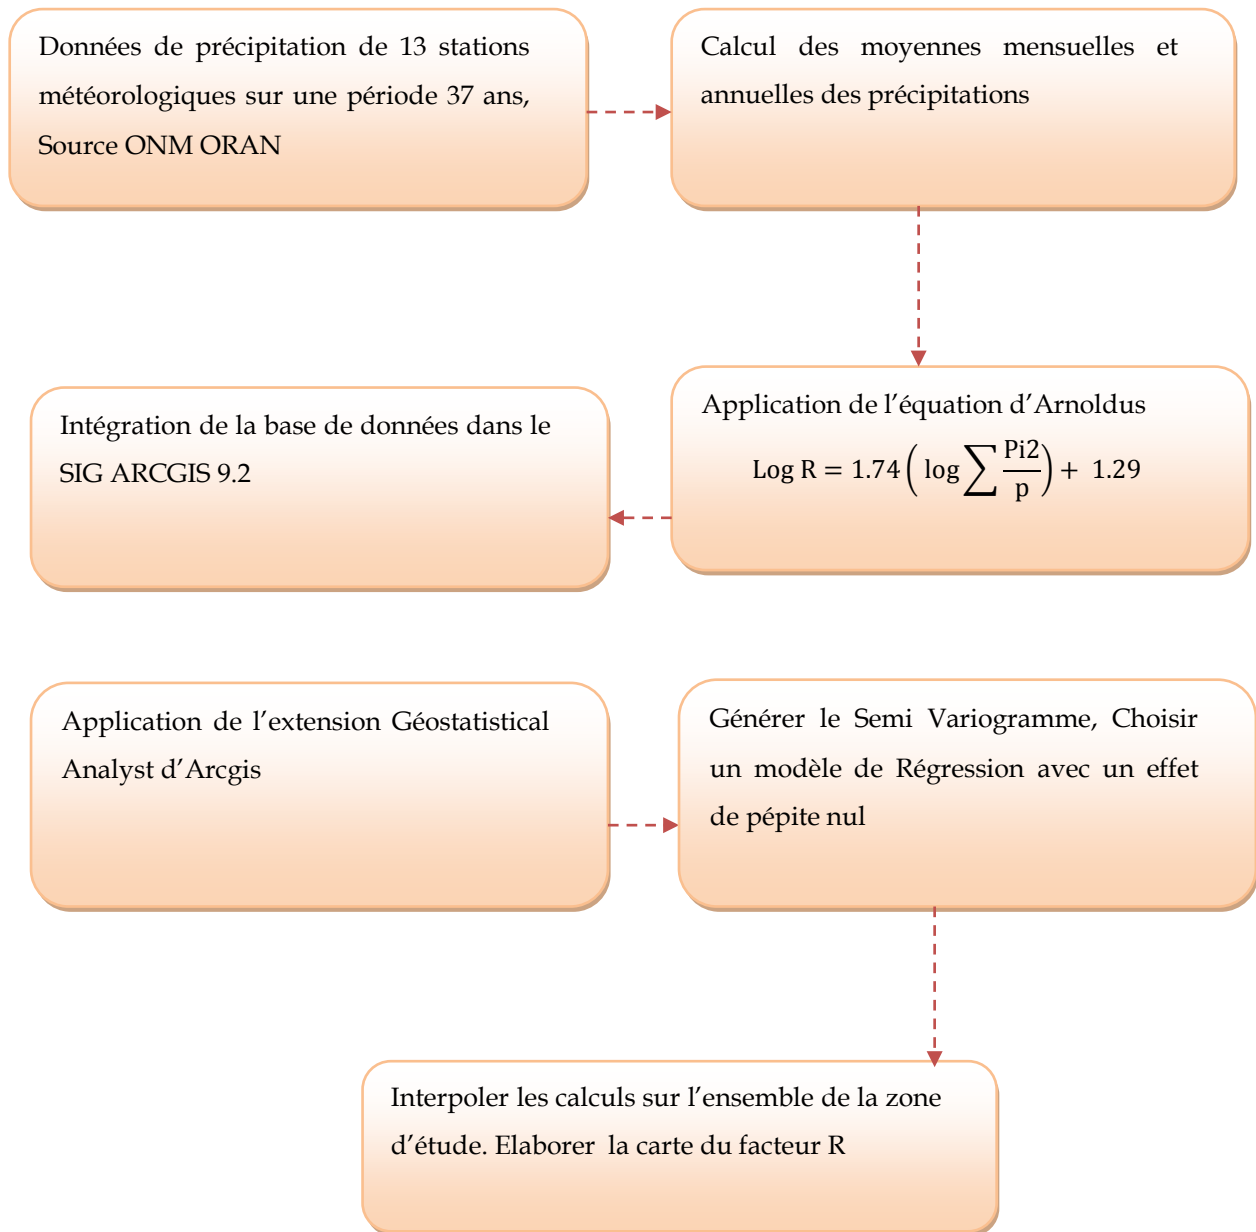 Données de précipitation de 13 stations
météorologiques sur une période 37 ans,
Source ONM ORAN
Calcul des moyennes mensuelles et
annuelles des précipitations
Application de l’équation d’Arnoldus
Log R = 1.74 ( log ∑ Pi2/p ) + 1.29
Intégration de la base de données dans le
SIG ARCGIS 9.2
Application de l’extension Géostatistical
Analyst d’Arcgis
Générer le Semi Variogramme, Choisir
un modèle de Régression avec un effet
de pépite nul
Interpoler les calculs sur l’ensemble de la zone
d’étude. Elaborer la carte du facteur R